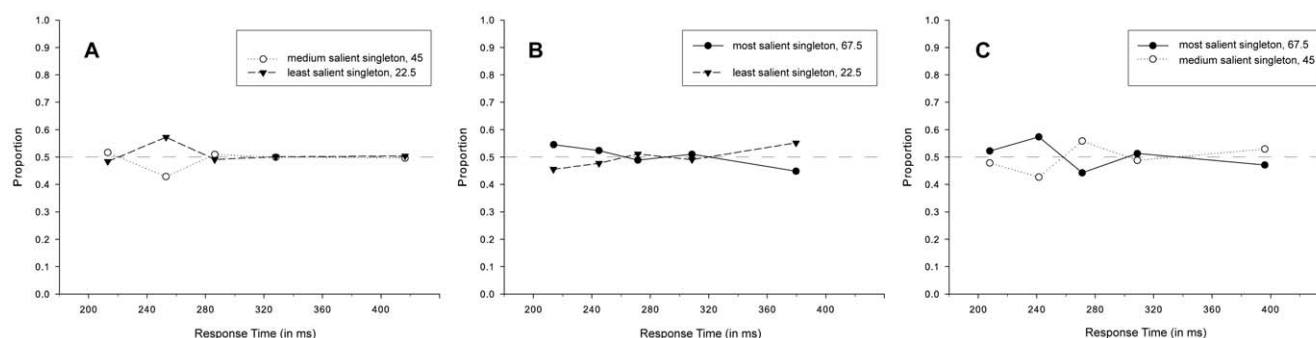 A
medium salient singleton, 45
least salient singleton, 22.5
1.0
0.9
0.8
0.7
0.6
0.5
0.4
0.3
0.2
0.1
0.0
Proportion
200 240 280 320 360 400
Response Time (in ms)
B
most salient singleton, 67.5
least salient singleton, 22.5
1.0
0.9
0.8
0.7
0.6
0.5
0.4
0.3
0.2
0.1
0.0
Proportion
200 240 280 320 360 400
Response Time (in ms)
C
most salient singleton, 67.5
medium salient singleton, 45
1.0
0.9
0.8
0.7
0.6
0.5
0.4
0.3
0.2
0.1
0.0
Proportion
200 240 280 320 360 400
Response Time (in ms)